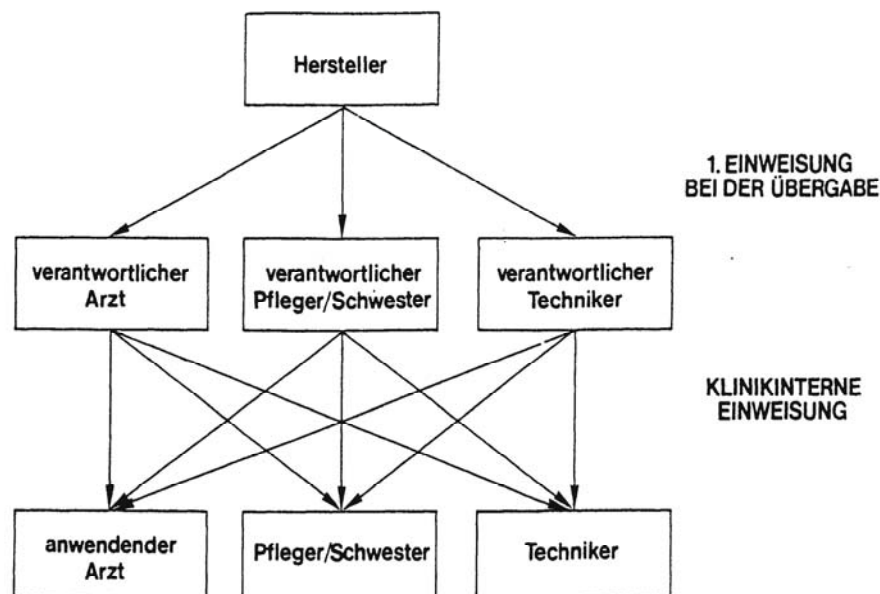 Hersteller
1. EINWEISUNG
BEI DER ÜBERGABE
verantwortlicher
Arzt
verantwortlicher
Pfleger/Schwester
verantwortlicher
Techniker
KLINIKINTERNE
EINWEISUNG
anwendender
Arzt
Pfleger/Schwester
Techniker